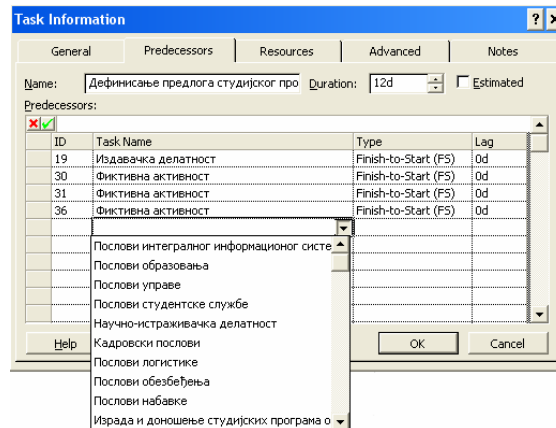 Task Information
General Predecessors Resources Advanced Notes
Name: Дефинисање предлога студијског про Duration: 12d Estimated
Predecessors:
ID Task Name Type Lag
19 Издавачка делатност Finish-to-Start (FS) 0d
30 Фиктивна активност Finish-to-Start (FS) 0d
31 Фиктивна активност Finish-to-Start (FS) 0d
36 Фиктивна активност Finish-to-Start (FS) 0d
Послови интегралног информационог систе
Послови образовања
Послови управе
Послови студентске службе
Научно-истраживачка делатност
Help Кадровски послови OK Cancel
Послови логистике
Послови обезбеђења
Послови набавке
Израда и доношење студијских програма о